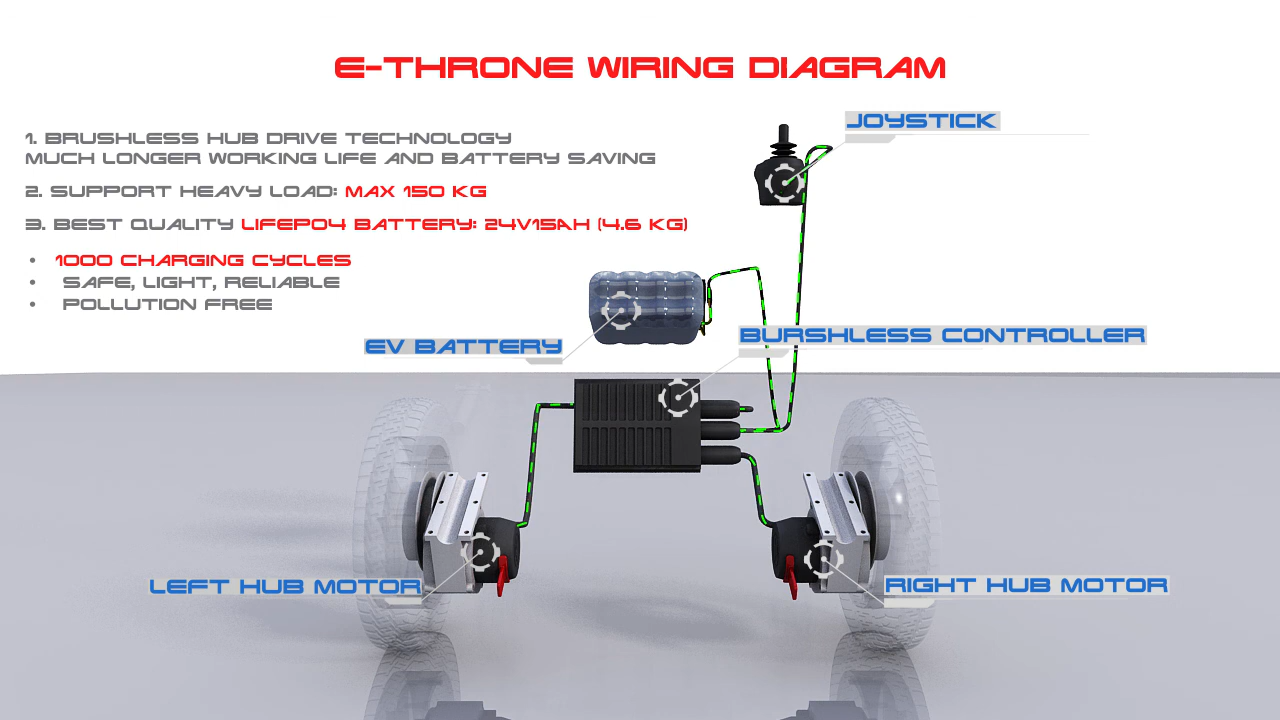 E-THRONE WIRING DIAGRAM
1. BRUSHLESS HUB DRIVE TECHNOLOGY
MUCH LONGER WORKING LIFE AND BATTERY SAVING
2. SUPPORT HEAVY LOAD: MAX 150 KG
3. BEST QUALITY LIFEPO4 BATTERY: 24V15AH (4.6 KG)
• 1000 CHARGING CYCLES
• SAFE, LIGHT, RELIABLE
• POLLUTION FREE
JOYSTICK
EV BATTERY
BURSHLESS CONTROLLER
LEFT HUB MOTOR
RIGHT HUB MOTOR